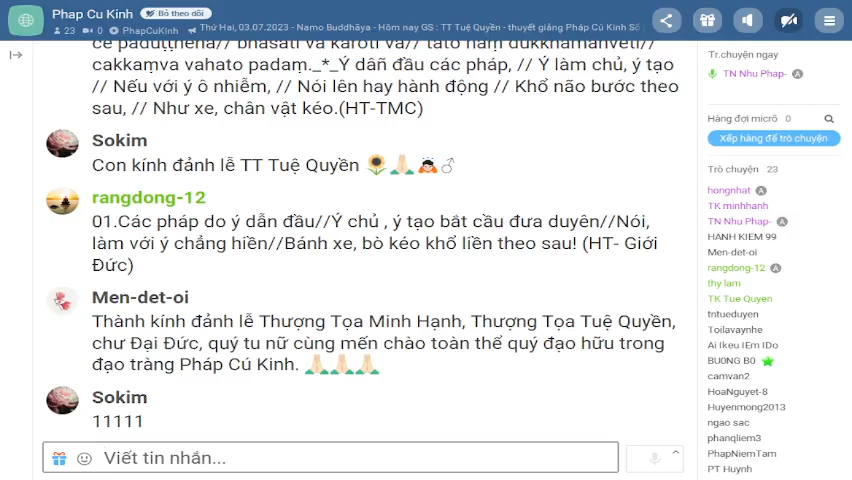 Phap Cu Kinh
Bỏ theo dõi
23 0 PhapCuKinh Thứ Hai, 03.07.2023 - Namo Buddhāya - Hôm nay GS : TT Tuệ Quyền - thuyết giảng Pháp Cú Kinh Số
ce paduṭṭhena// bhāsati vā karoti vā// tato naṃ dukkhamanveti//
cakkaṃva vahato padaṃ._*_Ý dẫn đầu các pháp, // Ý làm chủ, ý tạo
// Nếu với ý ô nhiễm, // Nói lên hay hành động // Khổ não bước theo
sau, // Như xe, chân vật kéo.(HT-TMC)
Sokim
Con kính đảnh lễ TT Tuệ Quyền 🌻🙏🏻🙇♂
rangdong-12
01.Các pháp do ý dẫn đầu//Ý chủ , ý tạo bắt cầu đưa duyên//Nói,
làm với ý chẳng hiền//Bánh xe, bò kéo khổ liền theo sau! (HT- Giới
Đức)
Men-det-oi
Thành kính đảnh lễ Thượng Tọa Minh Hạnh, Thượng Tọa Tuệ Quyền,
chư Đại Đức, quý tu nữ cùng mến chào toàn thể quý đạo hữu trong
đạo tràng Pháp Cú Kinh. 🙏🏻🙏🏻🙏🏻
Sokim
11111
Viết tin nhắn...
Tr.chuyện ngay
TN Nhu Phap- A
Hàng đợi micrô 0
Xếp hàng để trò chuyện
Trò chuyện 23
hongnhat A
TK minhhanh
TN Nhu Phap- A
HANH KIEM 99
Men-det-oi
rangdong-12 A
thy lam
TK Tue Quyen
tntueduyen
Toilavaynhe
Ai lkeu IEm IDo
BU0NG B0
camvan2
HoaNguyet-8
Huyenmong2013
ngao sac
phanqliem3
PhapNiemTam
PT Huynh